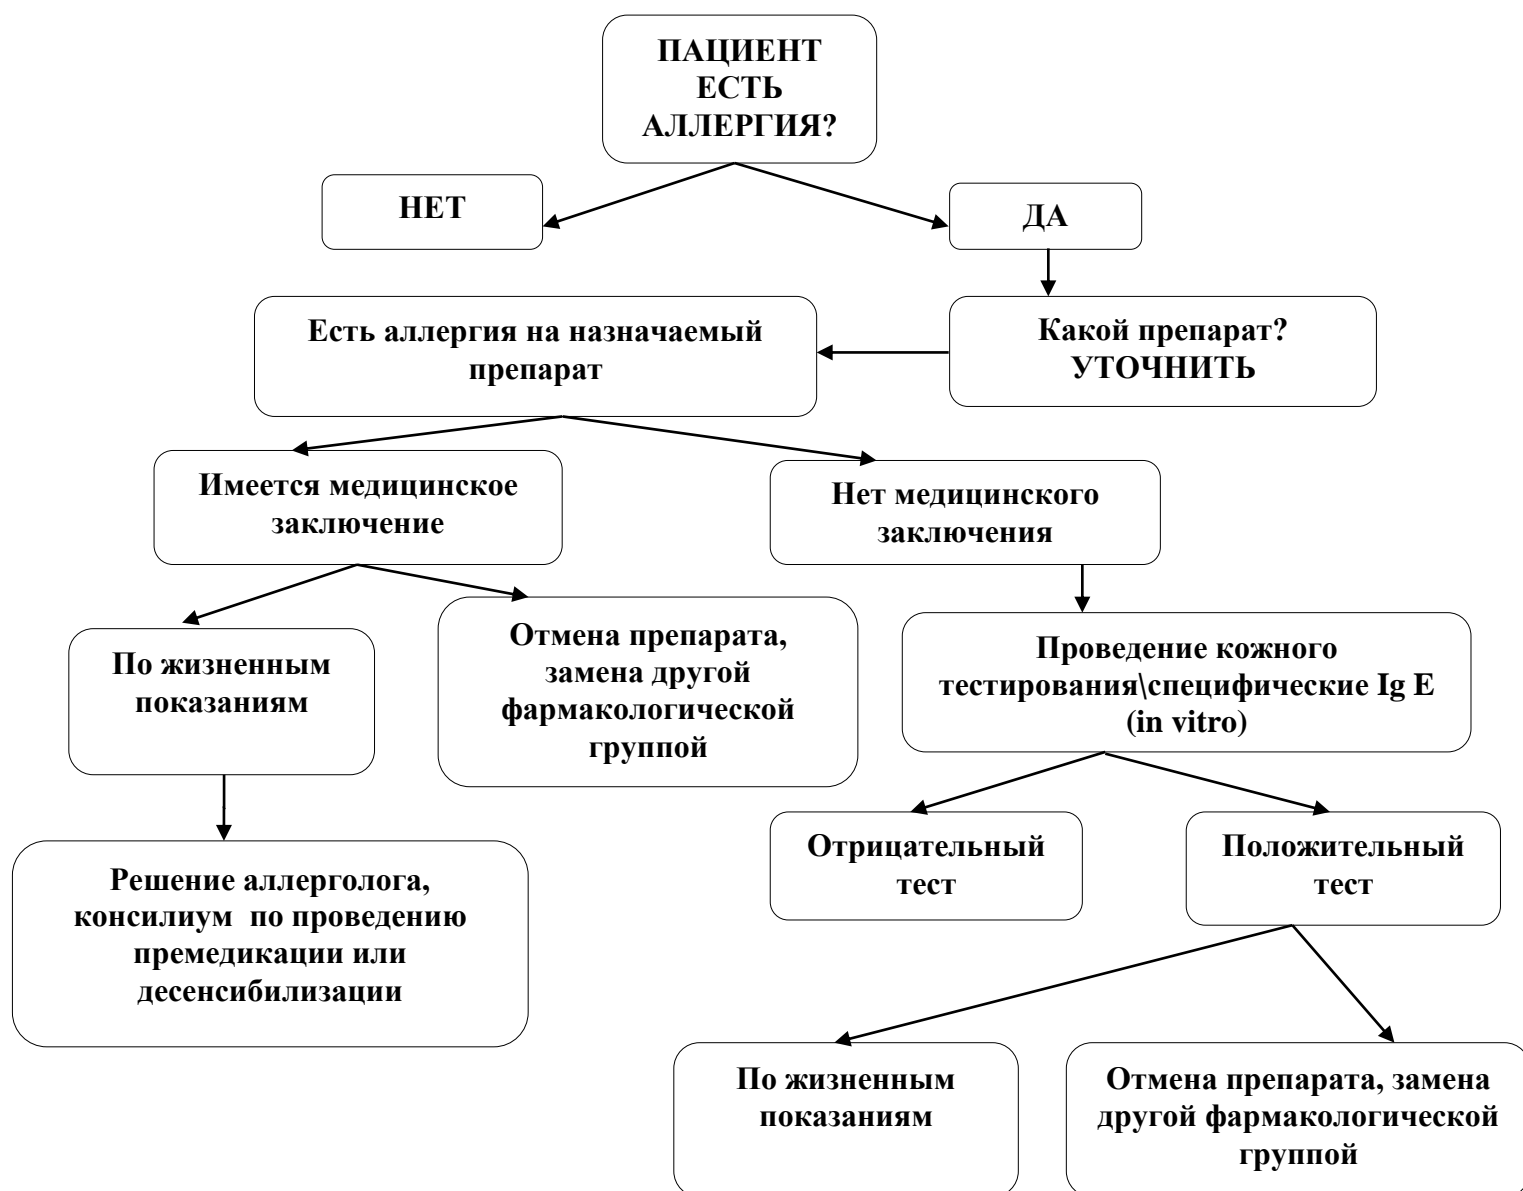 ПАЦИЕНТ
ЕСТЬ
АЛЛЕРГИЯ?
НЕТ
ДА
Есть аллергия на назначаемый
препарат
Какой препарат?
УТОЧНИТЬ
Имеется медицинское
заключение
Нет медицинского
заключения
По жизненным
показаниям
Отмена препарата,
замена другой
фармакологической
группой
Проведение кожного
тестирования\специфические Ig E
(in vitro)
Решение аллерголога,
консилиум по проведению
премедикации или
десенсибилизации
Отрицательный
тест
Положительный
тест
По жизненным
показаниям
Отмена препарата, замена
другой фармакологической
группой